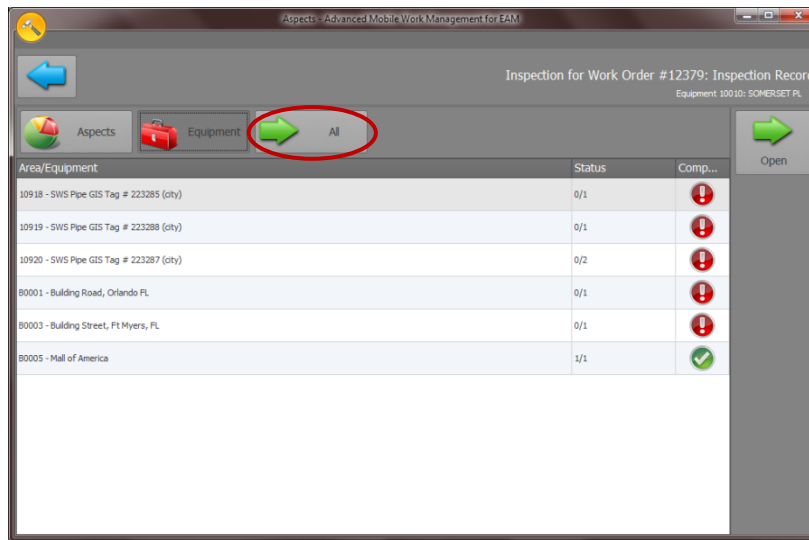 Aspects - Advanced Mobile Work Management for EAM
Inspection for Work Order #12379: Inspection Recor
Equipment 10010: SOMERSET PL
Aspects Equipment All
Open
Area/Equipment Status Comp...
10918 - SWS Pipe GIS Tag # 223285 (city) 0/1
10919 - SWS Pipe GIS Tag # 223288 (city) 0/1
10920 - SWS Pipe GIS Tag # 223287 (city) 0/2
B0001 - Building Road, Orlando FL 0/1
B0003 - Building Street, Ft Myers, FL 0/1
B0005 - Mall of America 1/1